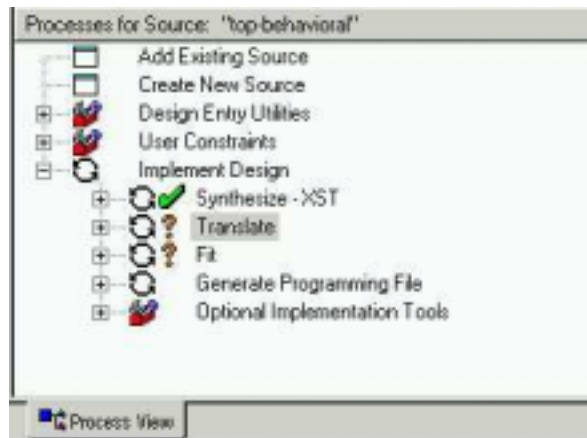 Processes for Source: "top-behavioral"
Add Existing Source
Create New Source
Design Entry Utilities
User Constraints
Implement Design
Synthesize - XST
Translate
Fit
Generate Programming File
Optional Implementation Tools
Process View